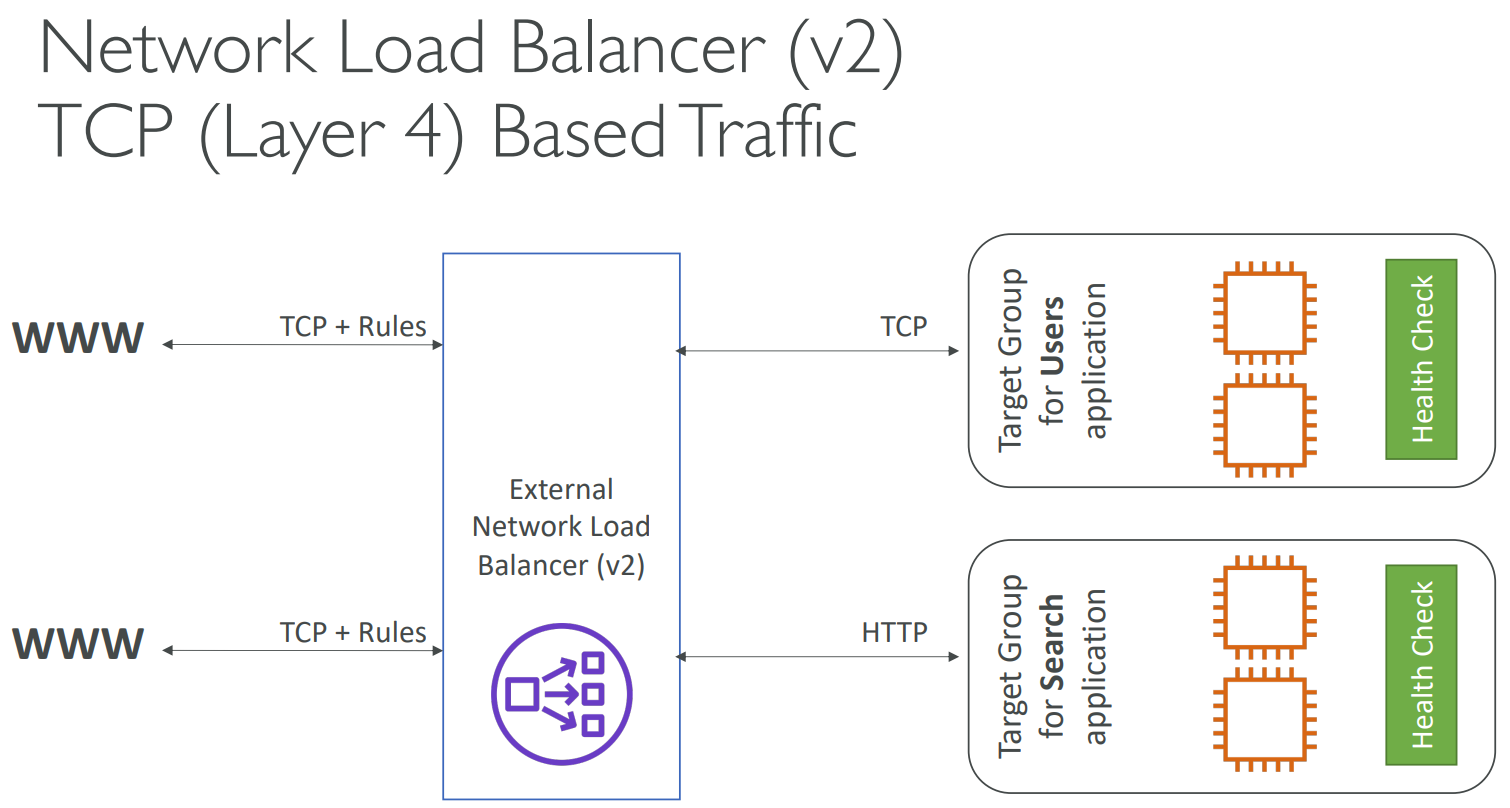 Network Load Balancer (v2)
TCP (Layer 4) Based Traffic
WWW
TCP + Rules
TCP
Target Group
for Users
application
Health Check
External
Network Load
Balancer (v2)
WWW
TCP + Rules
HTTP
Target Group
for Search
application
Health Check